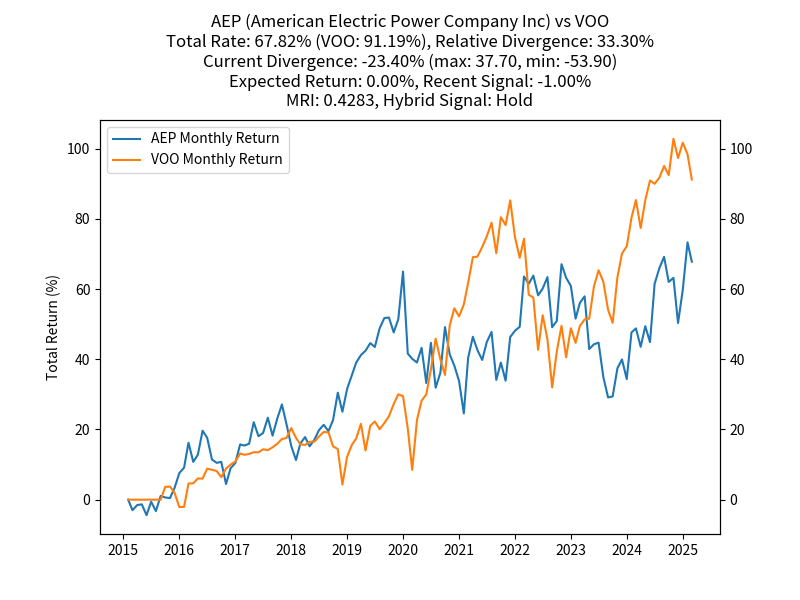 AEP (American Electric Power Company Inc) vs VOO
Total Rate: 67.82% (VOO: 91.19%), Relative Divergence: 33.30%
Current Divergence: -23.40% (max: 37.70, min: -53.90)
Expected Return: 0.00%, Recent Signal: -1.00%
MRI: 0.4283, Hybrid Signal: Hold
AEP Monthly Return
VOO Monthly Return
Total Return (%)
100 100
80 80
60 60
40 40
20 20
0 0
2015 2016 2017 2018 2019 2020 2021 2022 2023 2024 2025